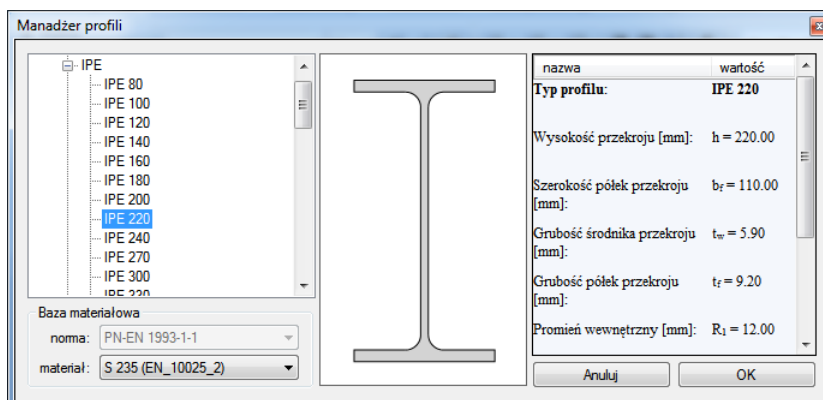 Manadżer profili
IPE
IPE 80
IPE 100
IPE 120
IPE 140
IPE 160
IPE 180
IPE 200
IPE 220
IPE 240
IPE 270
IPE 300
IPE 330
Baza materiałowa
norma: PN-EN 1993-1-1
materiał: S 235 (EN_10025_2)
nazwa wartość
Typ profilu: IPE 220
Wysokość przekroju [mm]: h = 220.00
Szerokość półek przekroju
[mm]: bf = 110.00
Grubość środnika przekroju
[mm]: tw = 5.90
Grubość półek przekroju
[mm]: tf = 9.20
Promień wewnętrzny [mm]: R1 = 12.00
Anuluj OK